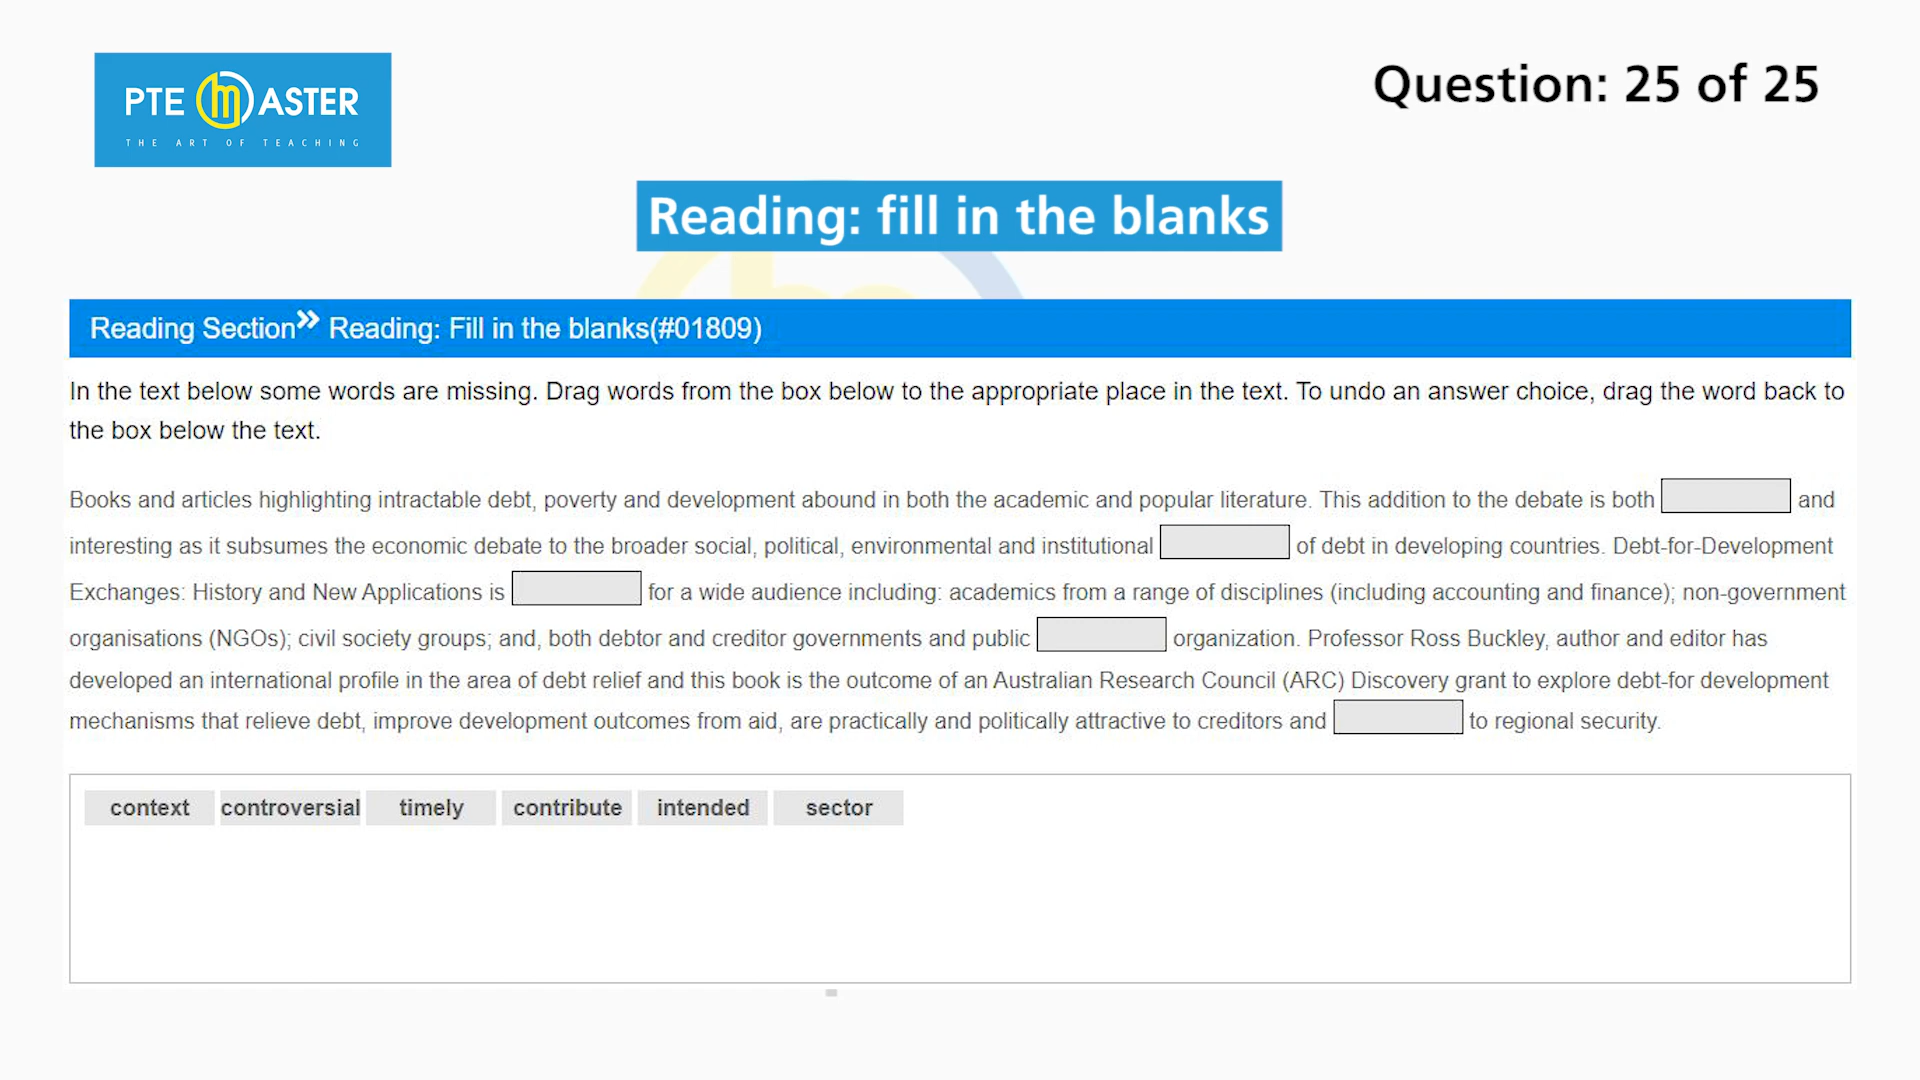 PTE MASTER
THE ART OF TEACHING
Question: 25 of 25
Reading: fill in the blanks
Reading Section» Reading: Fill in the blanks(#01809)
In the text below some words are missing. Drag words from the box below to the appropriate place in the text. To undo an answer choice, drag the word back to
the box below the text.
Books and articles highlighting intractable debt, poverty and development abound in both the academic and popular literature. This addition to the debate is both and
interesting as it subsumes the economic debate to the broader social, political, environmental and institutional of debt in developing countries. Debt-for-Development
Exchanges: History and New Applications is for a wide audience including: academics from a range of disciplines (including accounting and finance); non-government
organisations (NGOs); civil society groups; and, both debtor and creditor governments and public organization. Professor Ross Buckley, author and editor has
developed an international profile in the area of debt relief and this book is the outcome of an Australian Research Council (ARC) Discovery grant to explore debt-for development
mechanisms that relieve debt, improve development outcomes from aid, are practically and politically attractive to creditors and to regional security.
context controversial timely contribute intended sector